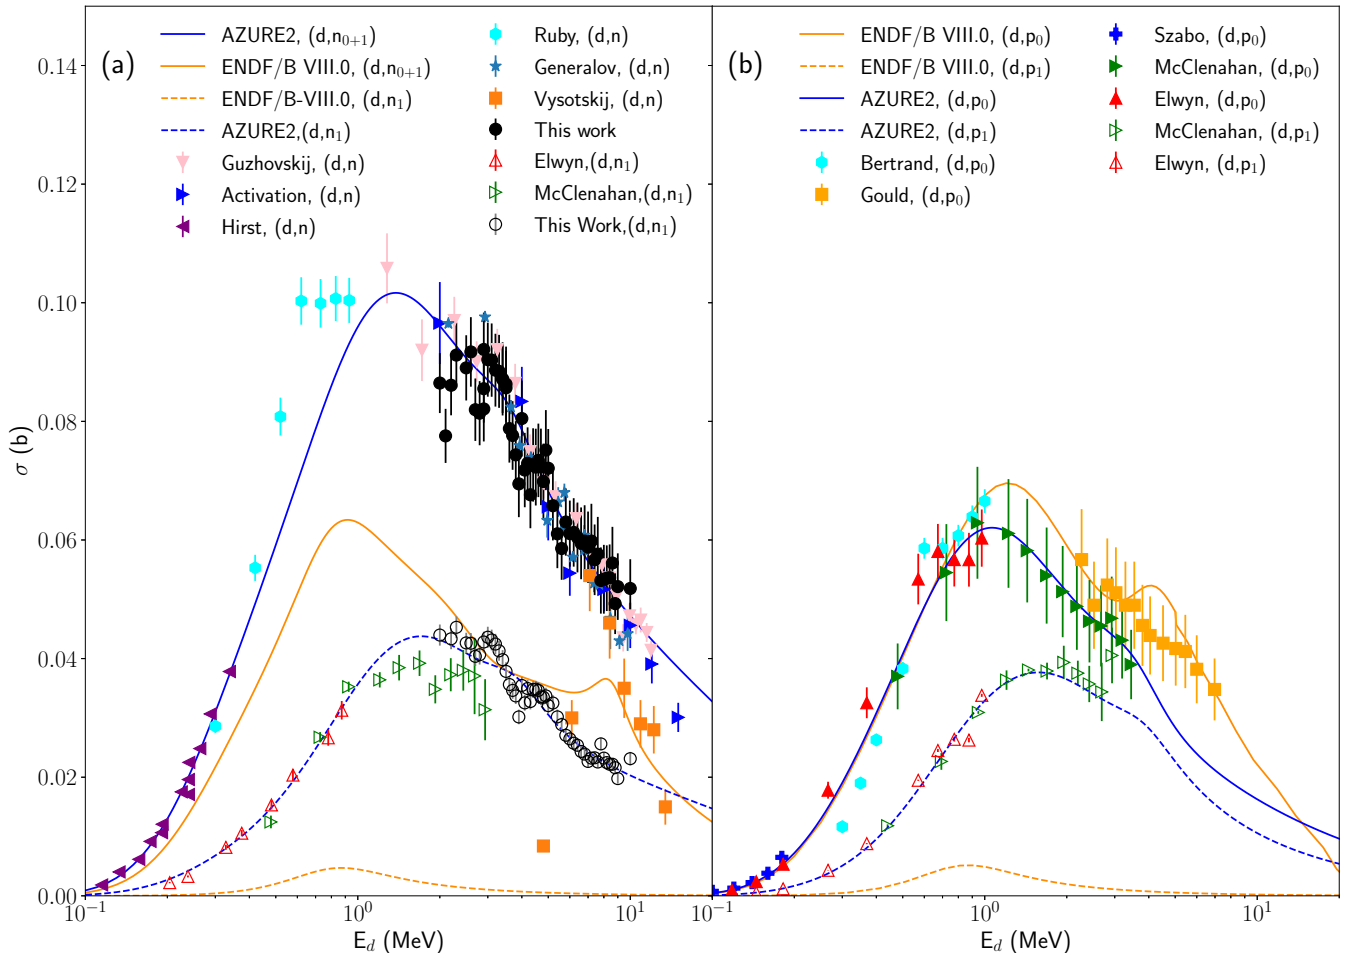 (a)
AZURE2, (d,n₀₊₁)
ENDF/B VIII.0, (d,n₀₊₁)
ENDF/B-VIII.0, (d,n₁)
AZURE2,(d,n₁)
Guzhovskij, (d,n)
Activation, (d,n)
Hirst, (d,n)
Ruby, (d,n)
Generalov, (d,n)
Vysotskij, (d,n)
This work
Elwyn,(d,n₁)
McClenahan,(d,n₁)
This Work,(d,n₁)
σ (b)
0.14
0.12
0.10
0.08
0.06
0.04
0.02
0.00
10⁻¹
10⁰
10¹
E_d (MeV)
(b)
ENDF/B VIII.0, (d,p₀)
ENDF/B VIII.0, (d,p₁)
AZURE2, (d,p₀)
AZURE2, (d,p₁)
Bertrand, (d,p₀)
Gould, (d,p₀)
Szabo, (d,p₀)
McClenahan, (d,p₀)
Elwyn, (d,p₀)
McClenahan, (d,p₁)
Elwyn, (d,p₁)
10⁻¹
10⁰
10¹
E_d (MeV)